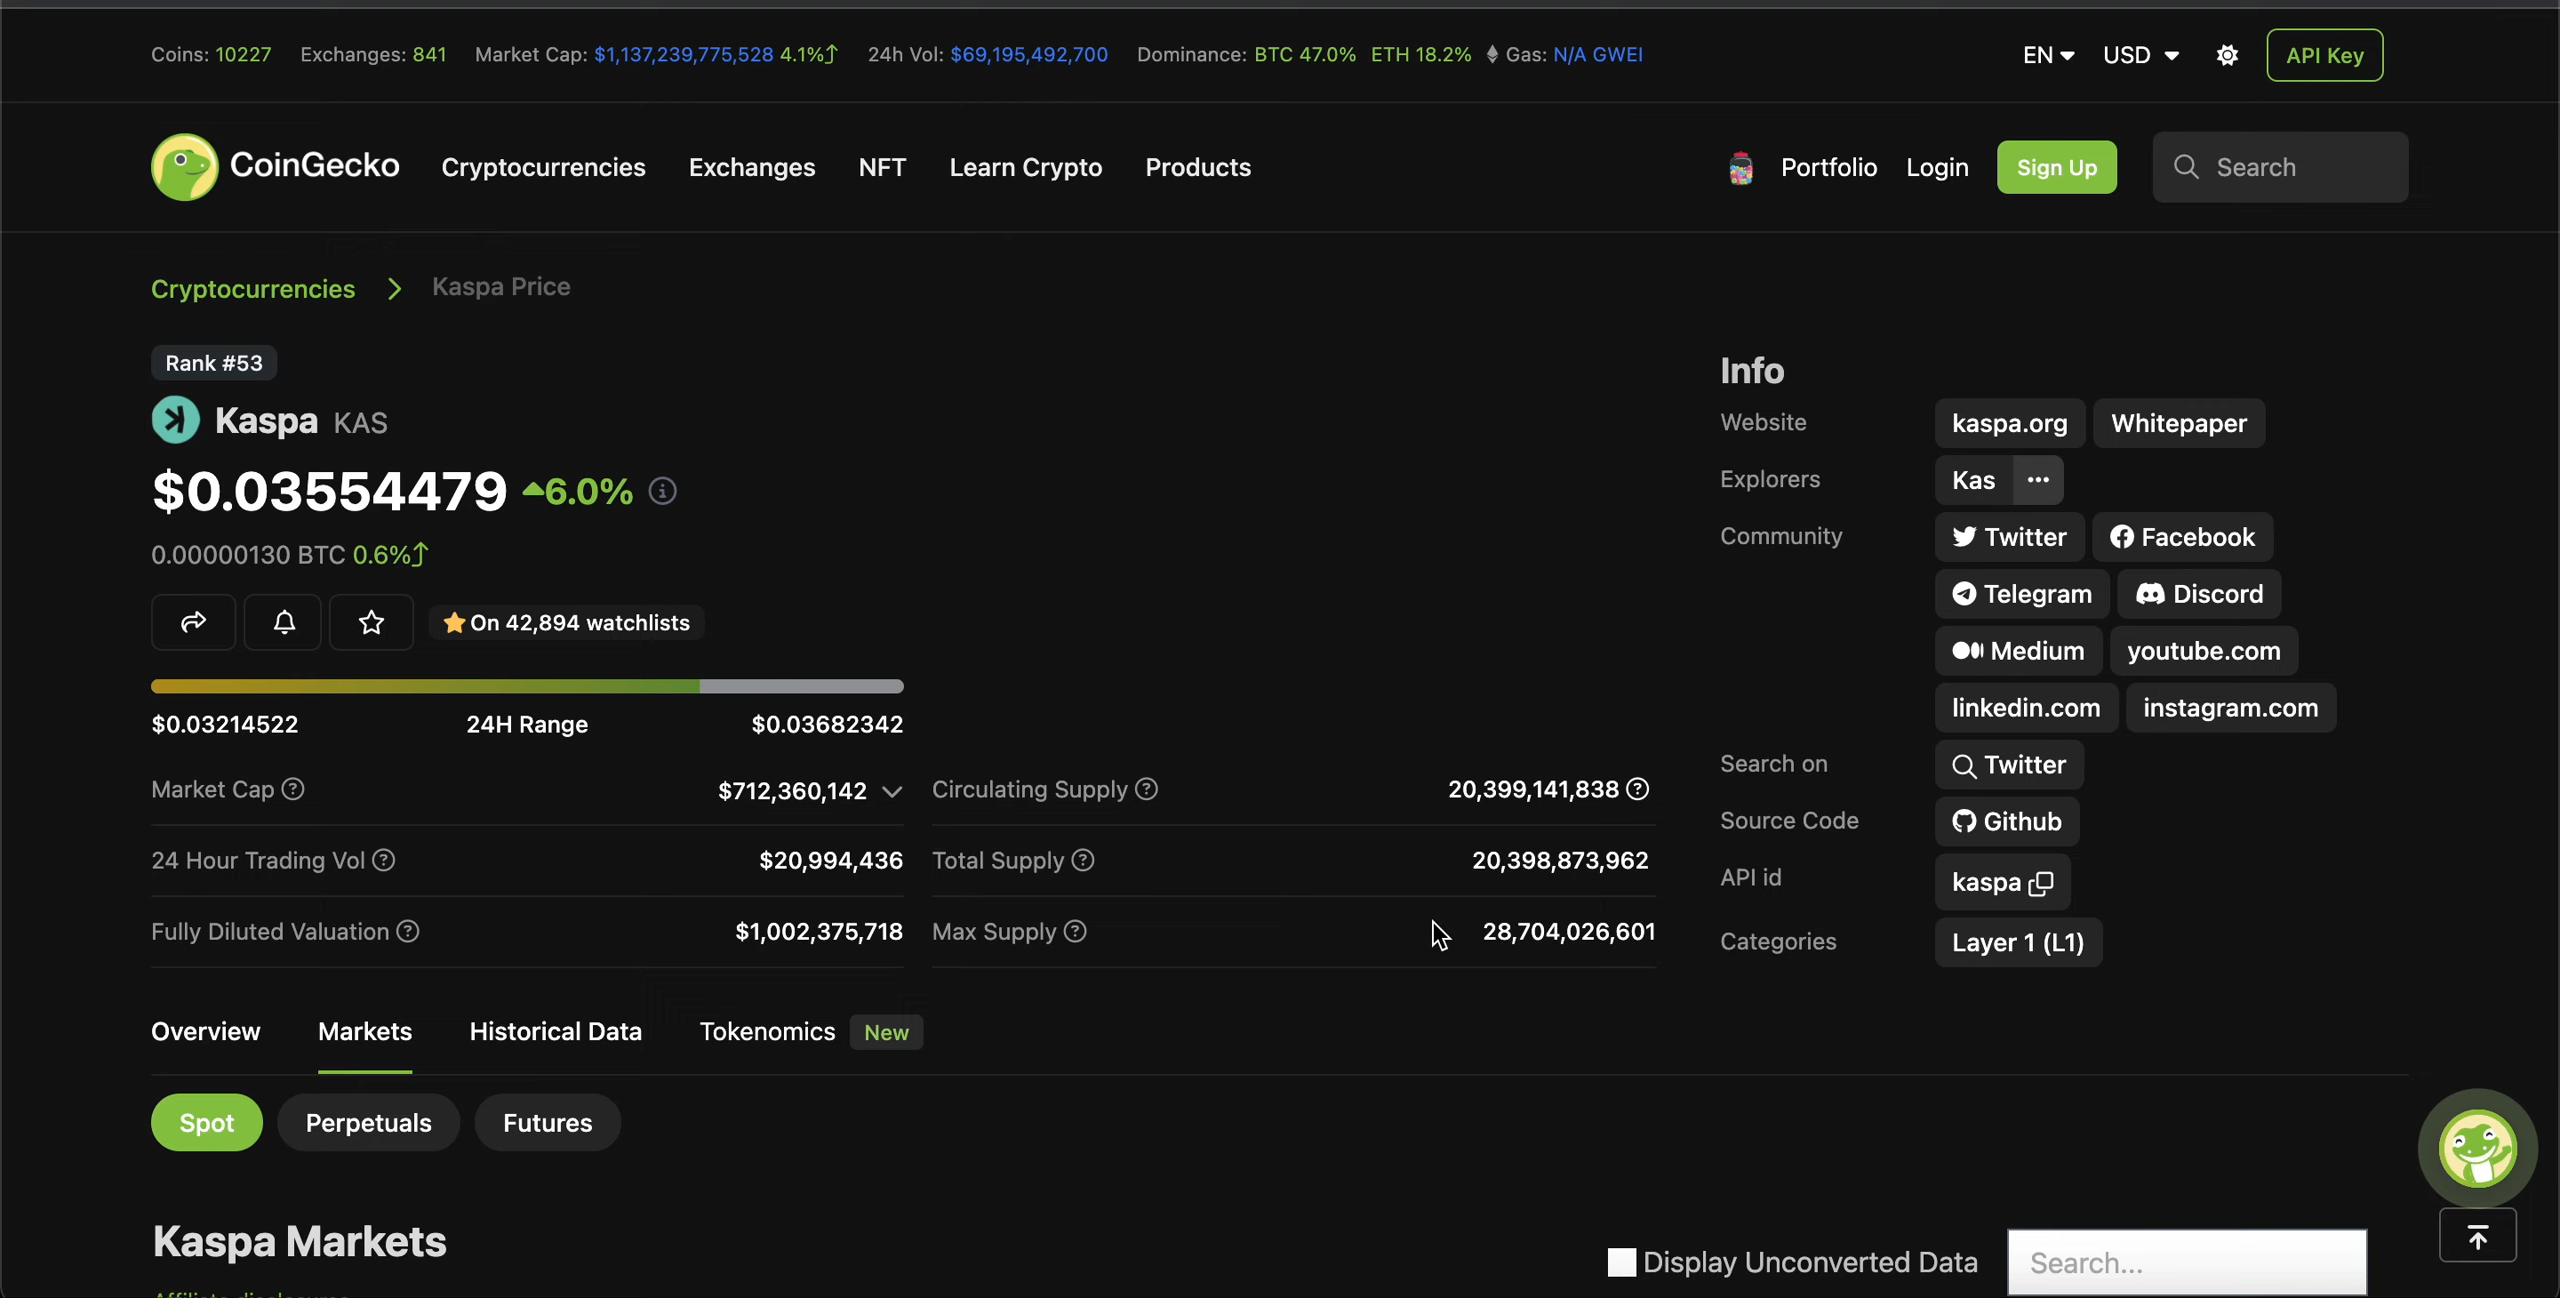 Coins: 10227 Exchanges: 841 Market Cap: $1,137,239,775,528 4.1% 24h Vol: $69,195,492,700 Dominance: BTC 47.0% ETH 18.2% Gas: N/A GWEI EN USD API Key
CoinGecko Cryptocurrencies Exchanges NFT Learn Crypto Products Portfolio Login Sign Up Search
Cryptocurrencies Kaspa Price
Rank #53
Kaspa KAS
$0.03554479 6.0%
0.00000130 BTC 0.6%
On 42,894 watchlists
$0.03214522 24H Range $0.03682342
Market Cap $712,360,142 Circulating Supply 20,399,141,838
24 Hour Trading Vol $20,994,436 Total Supply 20,398,873,962
Fully Diluted Valuation $1,002,375,718 Max Supply 28,704,026,601
Info
Website kaspa.org Whitepaper
Explorers Kas
Community Twitter Facebook
Telegram Discord
Medium youtube.com
linkedin.com instagram.com
Search on Twitter
Source Code Github
API id kaspa
Categories Layer 1 (L1)
Overview Markets Historical Data Tokenomics New
Spot Perpetuals Futures
Kaspa Markets
Display Unconverted Data Search...